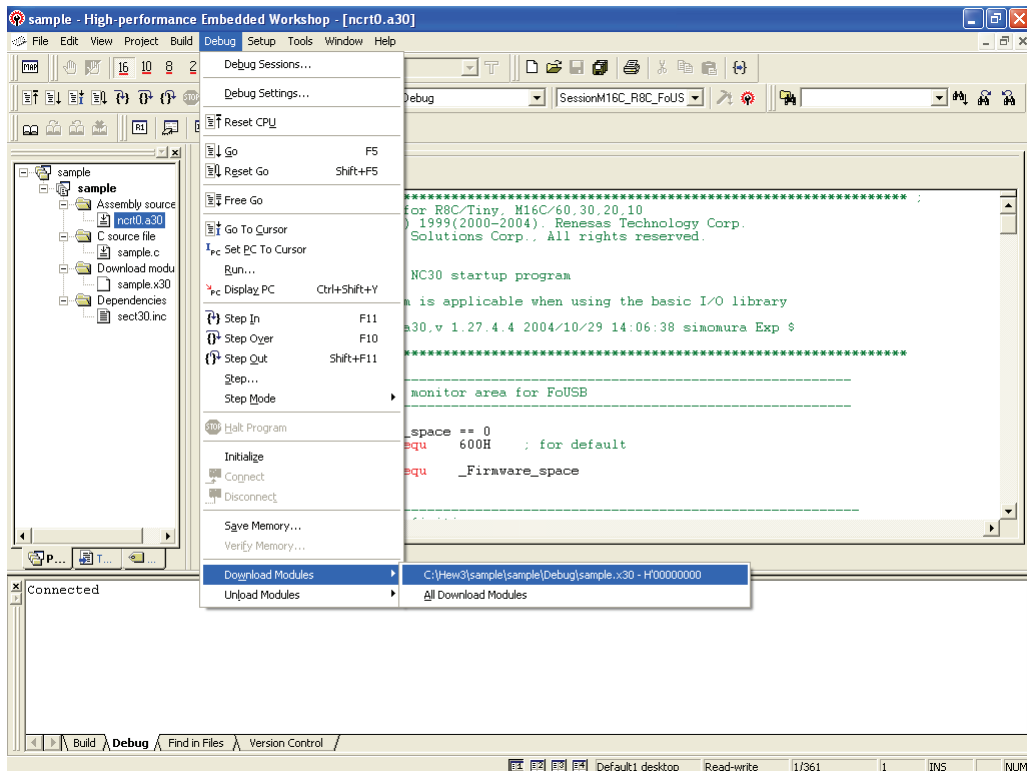 sample - High-performance Embedded Workshop - [ncrt0.a30]
File Edit View Project Build Debug Setup Tools Window Help
MAP 16 10 8 2
Debug SessionM16C_R8C_FoUS
R1
sample
sample
Assembly source
ncrt0.a30
C source file
sample.c
Download modu
sample.x30
Dependencies
sect30.inc
P... T... ...
Debug Sessions...
Debug Settings...
Reset CPU
Go F5
Reset Go Shift+F5
Free Go
Go To Cursor
Set PC To Cursor
Run...
Display PC Ctrl+Shift+Y
Step In F11
Step Over F10
Step Out Shift+F11
Step...
Step Mode
Halt Program
Initialize
Connect
Disconnect
Save Memory...
Verify Memory...
Download Modules
Unload Modules
C:\Hew3\sample\sample\Debug\sample.x30 - H'00000000
All Download Modules
************************************************************** ;
for R8C/Tiny, M16C/60,30,20,10
) 1999(2000-2004). Renesas Technology Corp.
Solutions Corp., All rights reserved.
NC30 startup program
m is applicable when using the basic I/O library
a30,v 1.27.4.4 2004/10/29 14:06:38 simomura Exp $
**************************************************************
-------------------------------------------------------
monitor area for FoUSB
-------------------------------------------------------
_space == 0
equ 600H ; for default
equ _Firmware_space
-------------------------------------------------------
Connected
Build Debug Find in Files Version Control
Default1 desktop Read-write 1/361 1 INS NUM